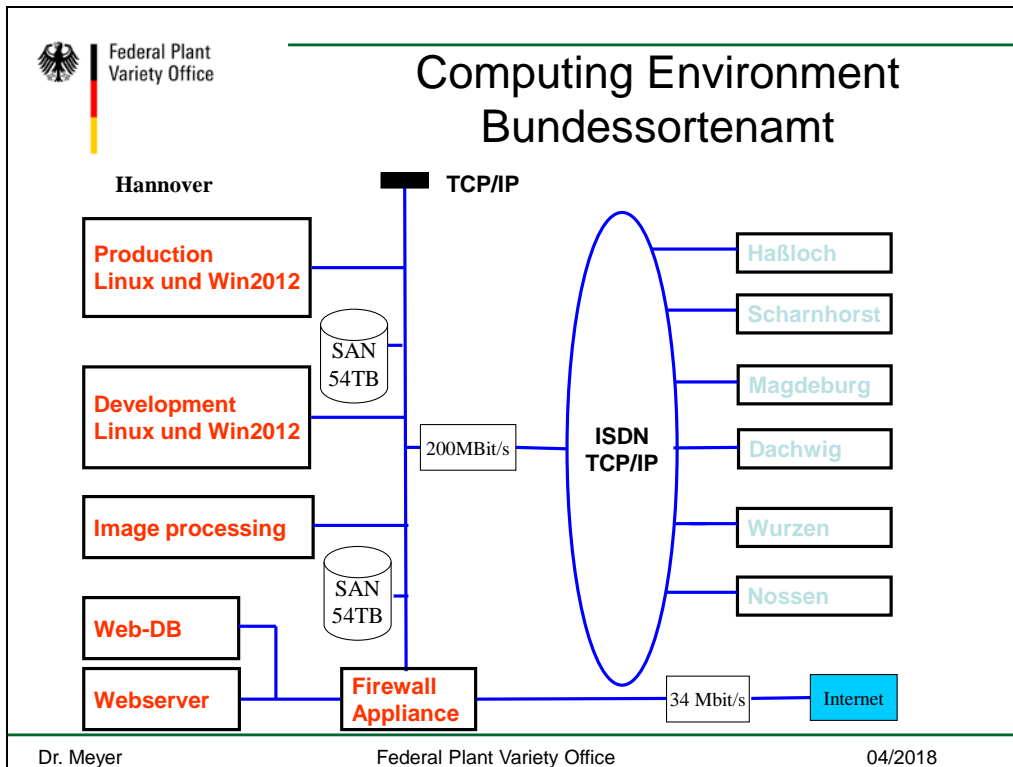 Federal Plant
Variety Office
Computing Environment
Bundessortenamt
Hannover
TCP/IP
Production
Linux und Win2012
SAN
54TB
Development
Linux und Win2012
200MBit/s
ISDN
TCP/IP
Image processing
SAN
54TB
Web-DB
Webserver
Firewall
Appliance
34 Mbit/s
Internet
Haßloch
Scharnhorst
Magdeburg
Dachwig
Wurzen
Nossen
Dr. Meyer
Federal Plant Variety Office
04/2018